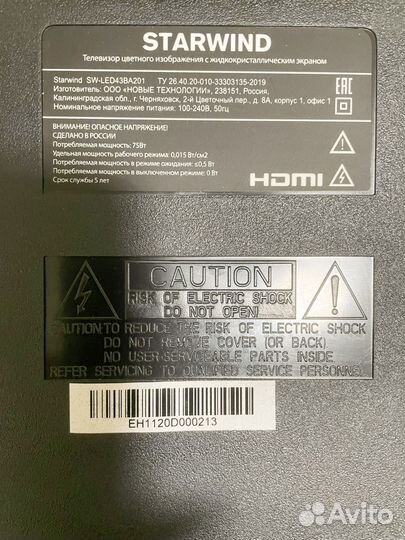 STARWIND
Телевизор цветного изображения с жидкокристаллическим экраном
Starwind SW-LED43BA201 ТУ 26.40.20-010-33303135-2019
Изготовитель: ООО «НОВЫЕ ТЕХНОЛОГИИ», 238151, Россия,
Калининградская обл., г. Черняховск, 2-й Цветочный пер., д. 8А, корпус 1, офис 1
Номинальное напряжение питания: 100-240В, 50гц
EAC
ВНИМАНИЕ! ОПАСНОЕ НАПРЯЖЕНИЕ!
СДЕЛАНО В РОССИИ
Потребляемая мощность: 75Вт
Удельная мощность рабочего режима: 0,015 Вт/см2
Потребляемая мощность в режиме ожидания: ≤0,5 Вт
Потребляемая мощность в выключенном режиме: 0 Вт
Срок службы 5 лет
HDMI
CAUTION
RISK OF ELECTRIC SHOCK
DO NOT OPEN!
CAUTION:TO REDUCE THE RISK OF ELECTRIC SHOCK
DO NOT REMOVE COVER (OR BACK)
NO USER-SERVICEABLE PARTS INSIDE
REFER SERVICING TO QUALIFIED SERVICE PERSONNEL
EH1120D000213
Avito